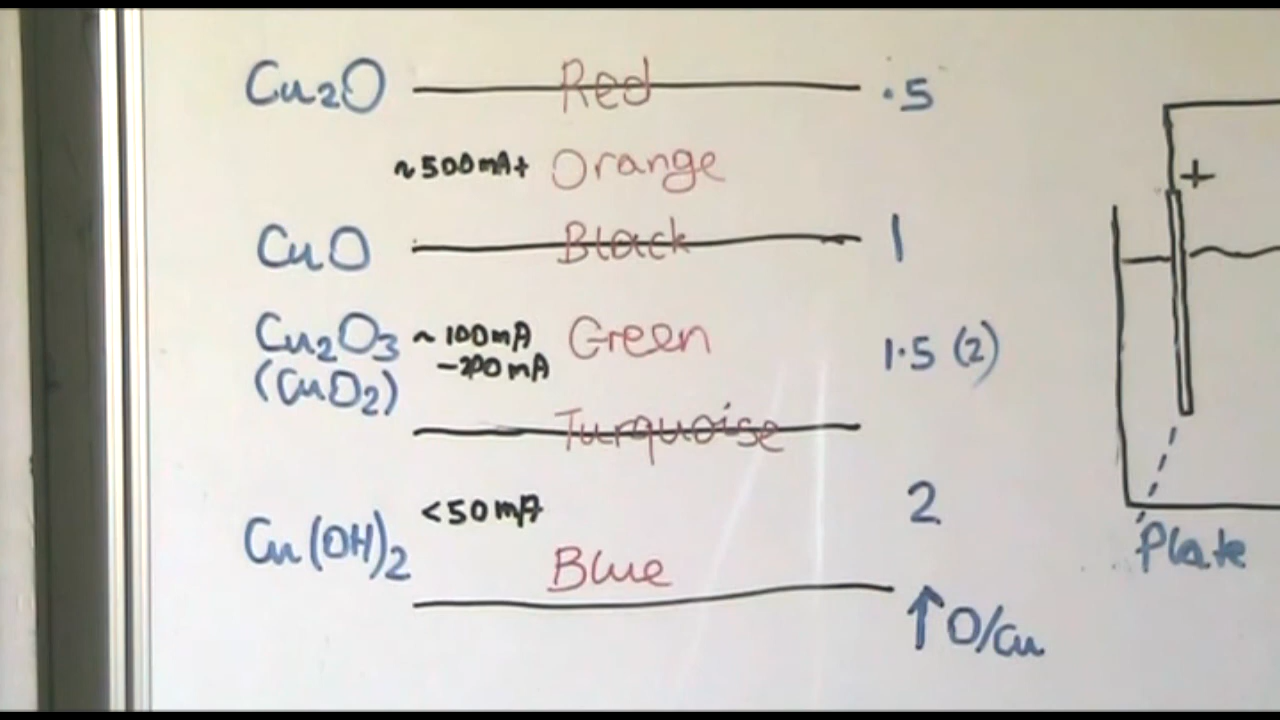 Cu2O Red .5
~500mA+ Orange
CuO Black 1
Cu2O3 ~100mA Green 1.5 (2)
(CuO2) -200mA
Turquoise
<50mA 2
Cu(OH)2 Blue
↑O/Cu
+
Plate